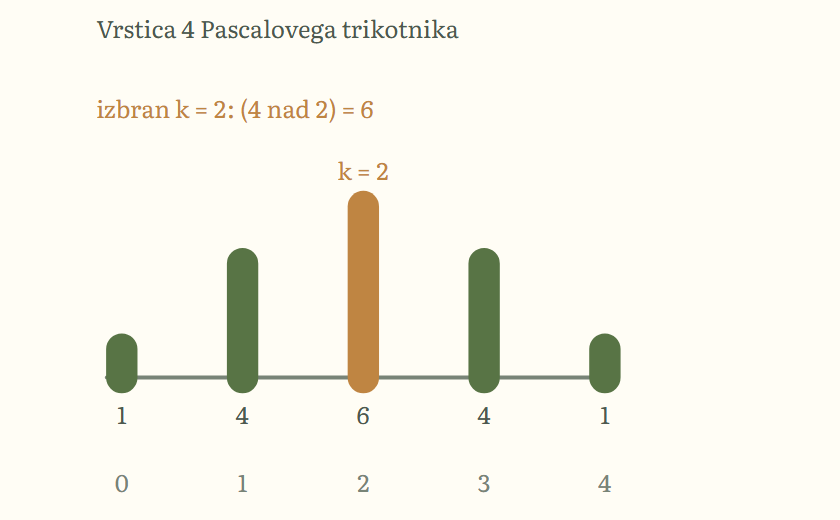 Vrstica 4 Pascalovega trikotnika
izbran k = 2: (4 nad 2) = 6
k = 2
1 4 6 4 1
0 1 2 3 4